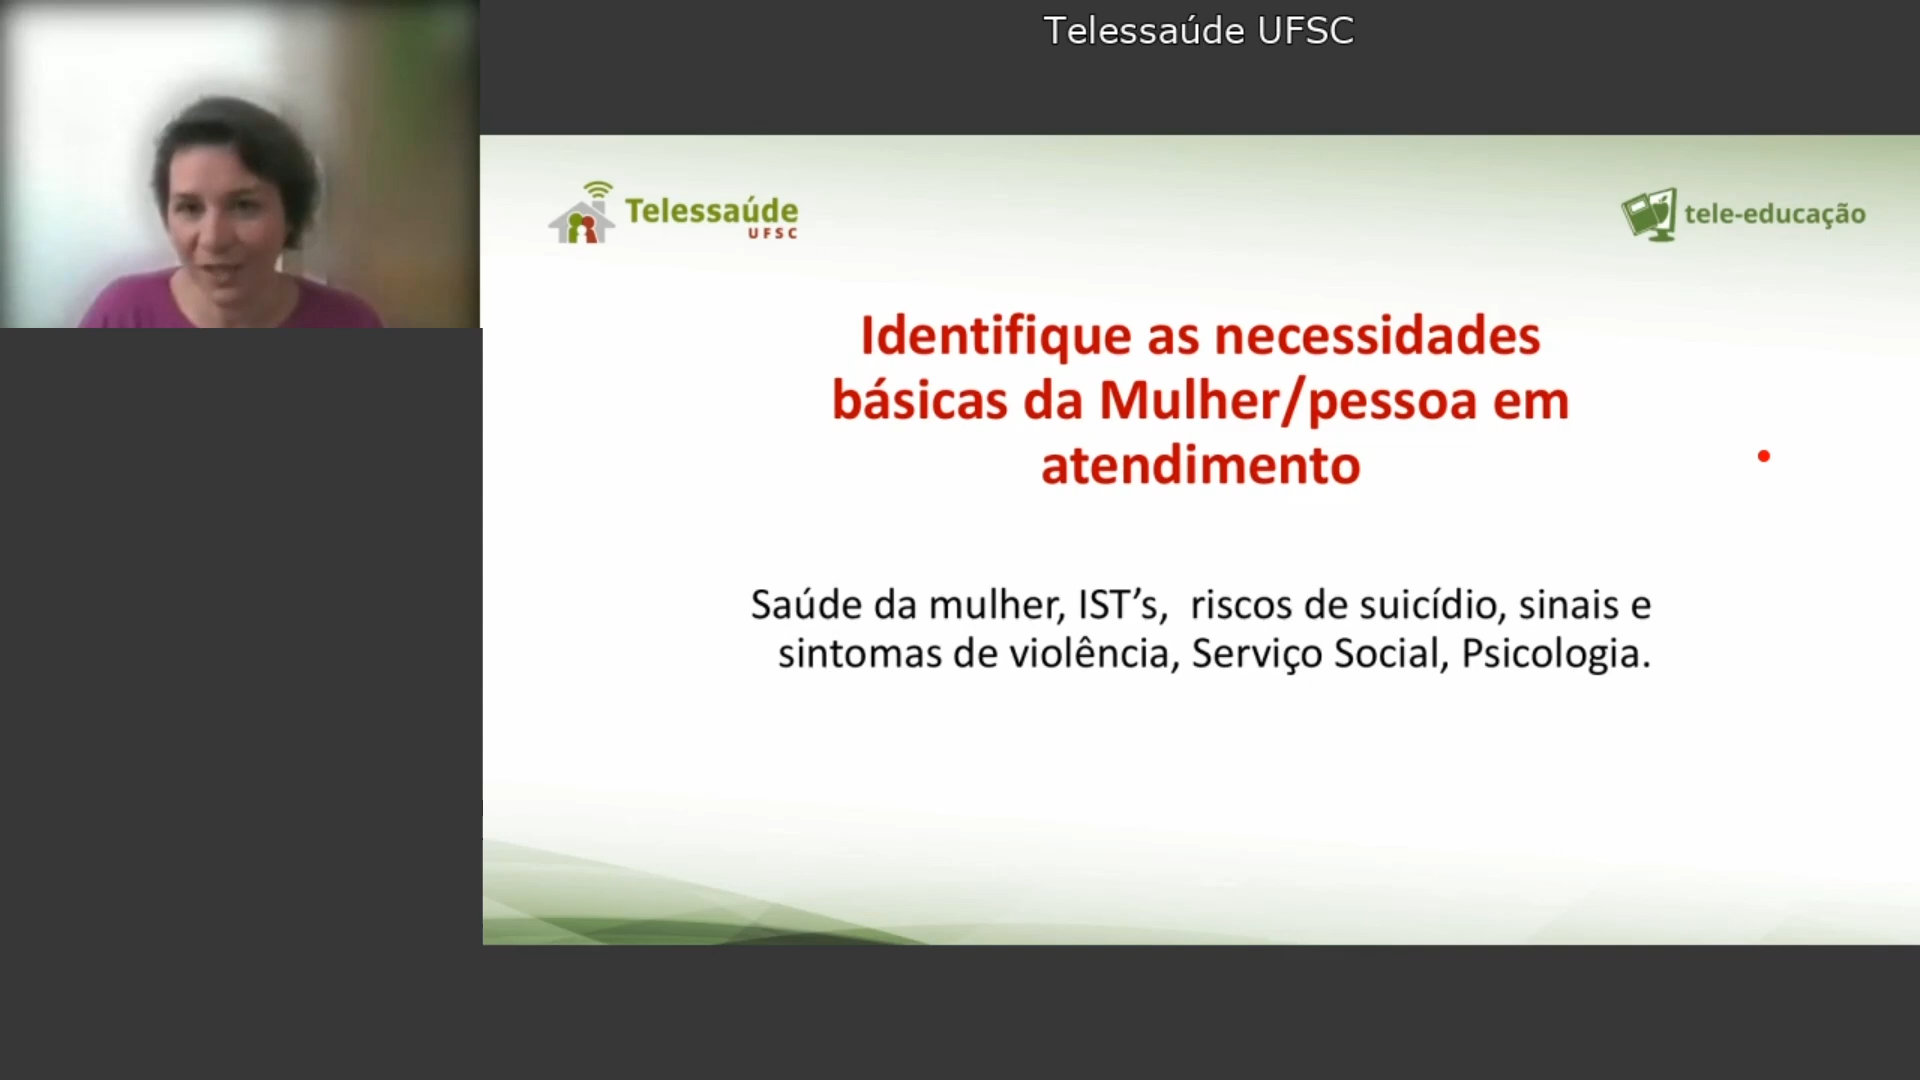 Telessaúde UFSC
Telessaúde
UFSC
tele-educação
Identifique as necessidades
básicas da Mulher/pessoa em
atendimento
Saúde da mulher, IST’s,  riscos de suicídio, sinais e
sintomas de violência, Serviço Social, Psicologia.